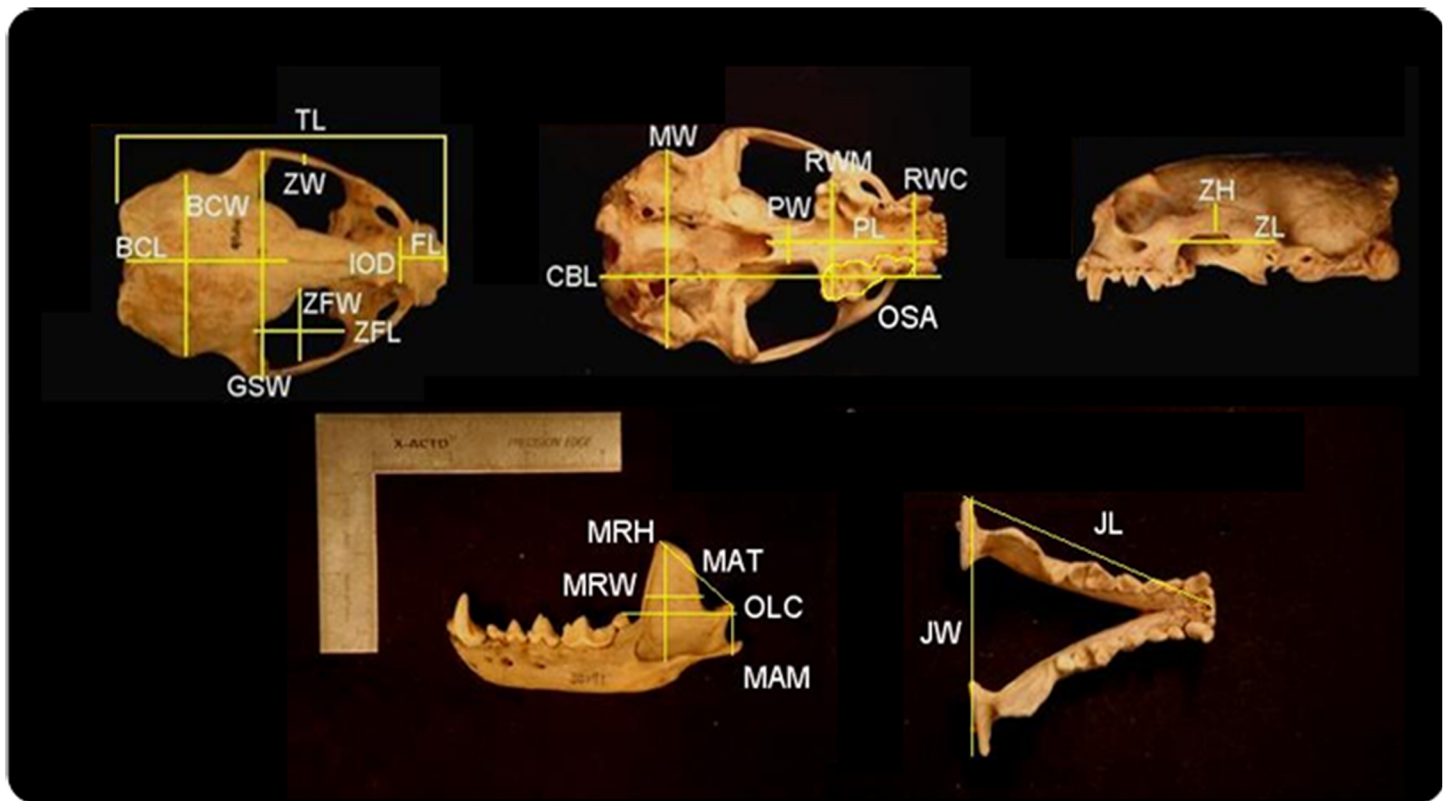 TL
ZW
BCW
BCL
IOD
FL
ZFW
ZFL
GSW
MW
RWM
RWC
PW
PL
CBL
OSA
ZH
ZL
X-ACTO PRECISION EDGE
MRH
MAT
MRW
OLC
MAM
JL
JW